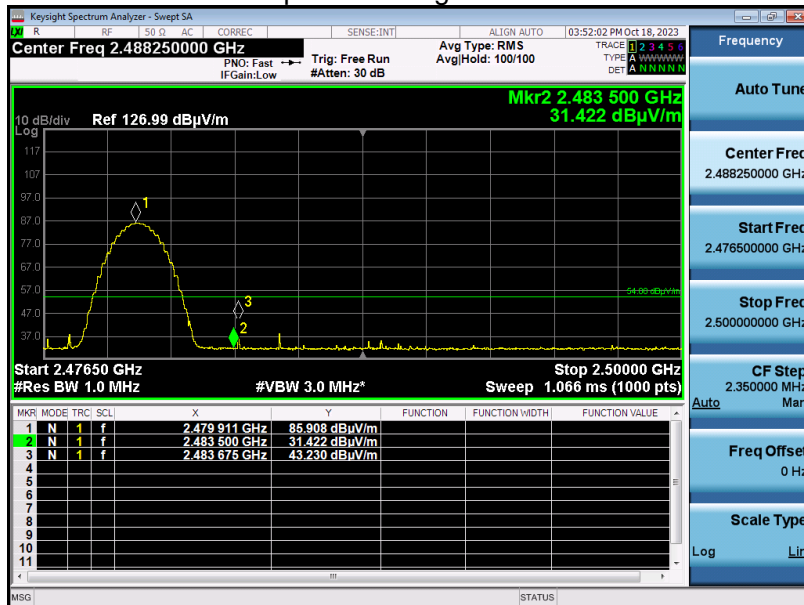 Keysight Spectrum Analyzer - Swept SA
LXI R RF 50 Ω AC CORREC SENSE:INT ALIGN AUTO 03:52:02 PM Oct 18, 2023
Center Freq 2.488250000 GHz
PNO: Fast
IFGain:Low
Trig: Free Run
#Atten: 30 dB
Avg Type: RMS
Avg|Hold: 100/100
TRACE 1 2 3 4 5 6
TYPE A WWWWW
DET A N N N N N
Mkr2 2.483 500 GHz
31.422 dBµV/m
10 dB/div Ref 126.99 dBµV/m
Log
117
107
97.0
87.0
77.0
67.0
57.0
47.0
37.0
1
2
3
54.00 dBµV/m
Start 2.47650 GHz Stop 2.50000 GHz
#Res BW 1.0 MHz #VBW 3.0 MHz* Sweep 1.066 ms (1000 pts)
MKR MODE TRC SCL X Y FUNCTION FUNCTION WIDTH FUNCTION VALUE
1 N 1 f 2.479 911 GHz 85.908 dBµV/m
2 N 1 f 2.483 500 GHz 31.422 dBµV/m
3 N 1 f 2.483 675 GHz 43.230 dBµV/m
4
5
6
7
8
9
10
11
MSG STATUS
Frequency
Auto Tune
Center Freq
2.488250000 GHz
Start Freq
2.476500000 GHz
Stop Freq
2.500000000 GHz
CF Step
2.350000 MHz
Auto Man
Freq Offset
0 Hz
Scale Type
Log Lin